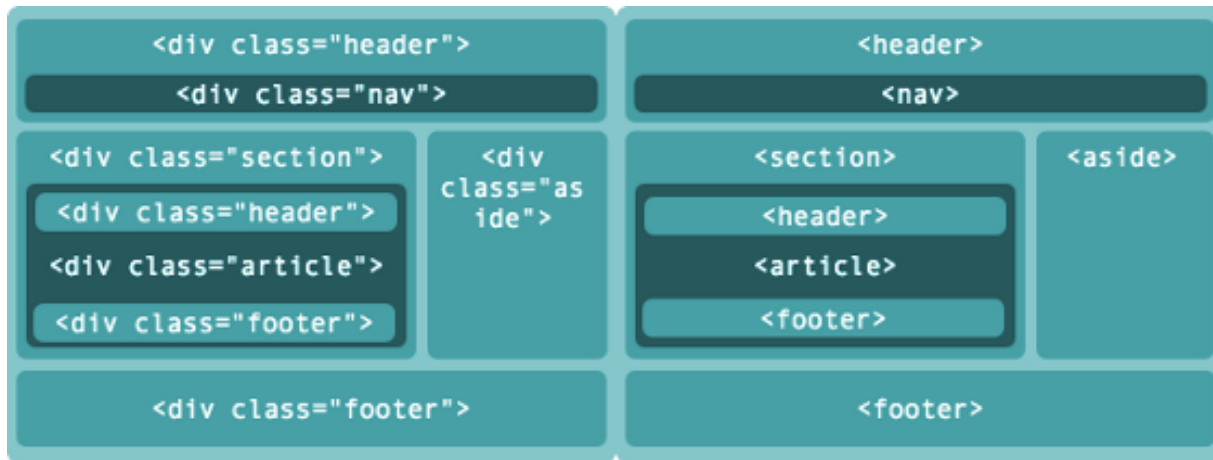 <div class="header">
<div class="nav">
<div class="section">
<div class="header">
<div class="article">
<div class="footer">
<div
class="as
ide">
<div class="footer">
<header>
<nav>
<section>
<header>
<article>
<footer>
<aside>
<footer>